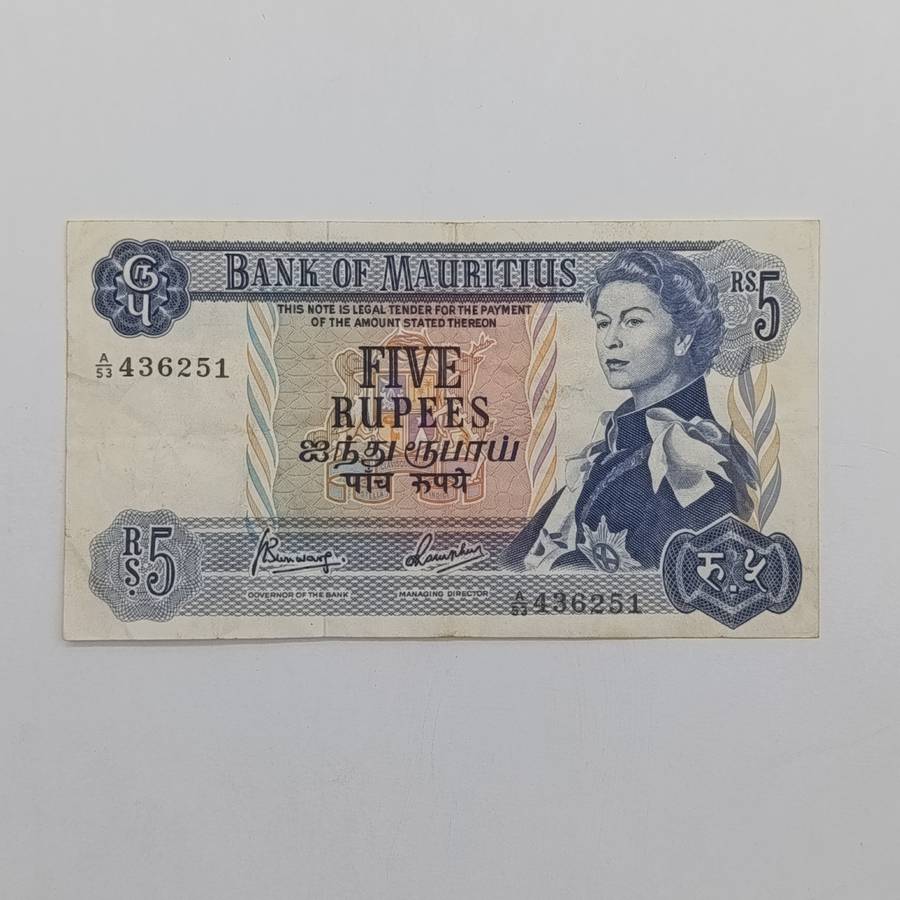 BANK OF MAURITIUS
RS.5
THIS NOTE IS LEGAL TENDER FOR THE PAYMENT
OF THE AMOUNT STATED THEREON
A/53 436251
FIVE
RUPEES
ஐந்து ரூபாய்
पाँच रुपये
Rs.5
GOVERNOR OF THE BANK
MANAGING DIRECTOR
A/53 436251
रु.५